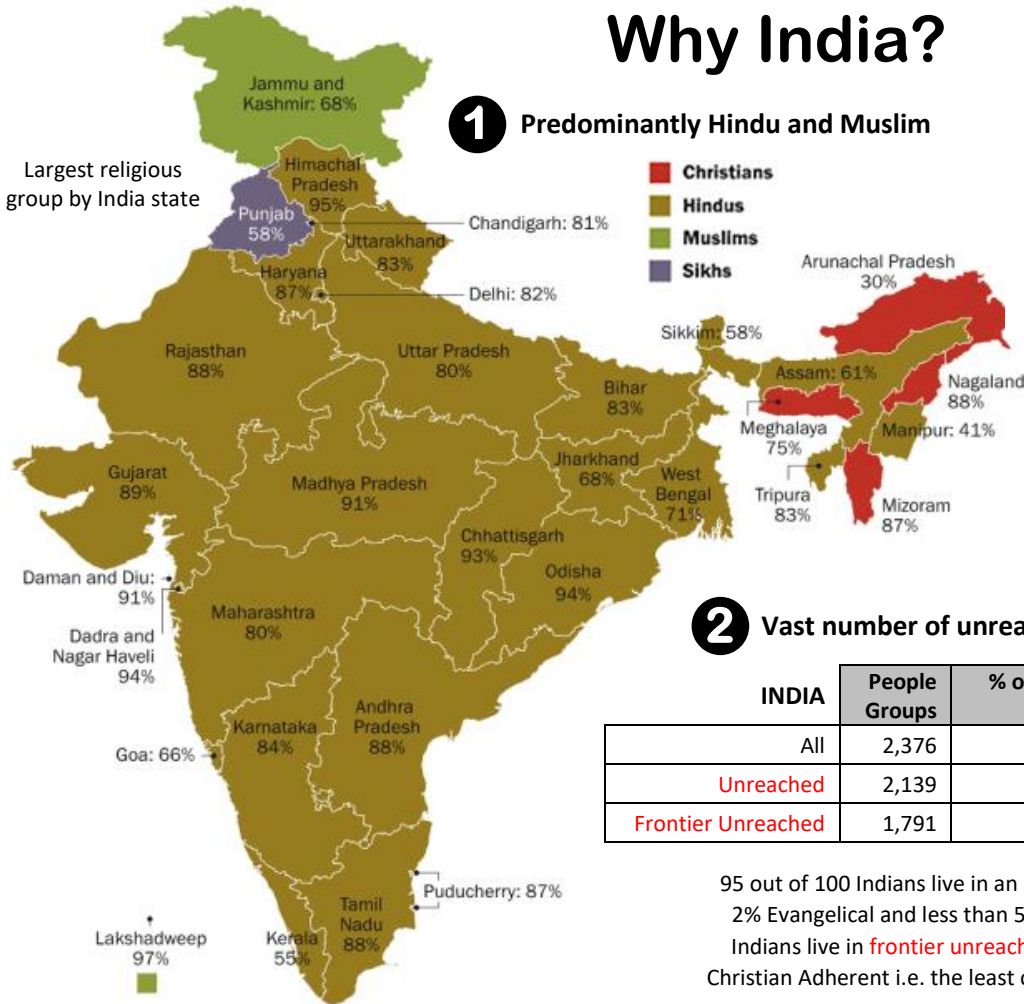 Why India?
1 Predominantly Hindu and Muslim
Largest religious
group by India state
Christians
Hindus
Muslims
Sikhs
Jammu and
Kashmir: 68%
Himachal
Pradesh
95%
Punjab
58%
Chandigarh: 81%
Uttarakhand
83%
Haryana
87%
Delhi: 82%
Arunachal Pradesh
30%
Sikkim: 58%
Rajasthan
88%
Uttar Pradesh
80%
Bihar
83%
Assam: 61%
Nagaland
88%
Meghalaya
75%
Manipur: 41%
Tripura
83%
Mizoram
87%
Gujarat
89%
Madhya Pradesh
91%
Jharkhand
68%
West
Bengal
71%
Chhattisgarh
93%
Odisha
94%
Daman and Diu:
91%
Dadra and
Nagar Haveli
94%
Maharashtra
80%
Andhra
Pradesh
88%
Karnataka
84%
Goa: 66%
Puducherry: 87%
Tamil
Nadu
88%
Kerala
55%
Lakshadweep
97%
2 Vast number of unrea
INDIA
People
Groups
% o
All 2,376
Unreached 2,139
Frontier Unreached 1,791
95 out of 100 Indians live in an
2% Evangelical and less than 5
Indians live in frontier unreach
Christian Adherent i.e. the least